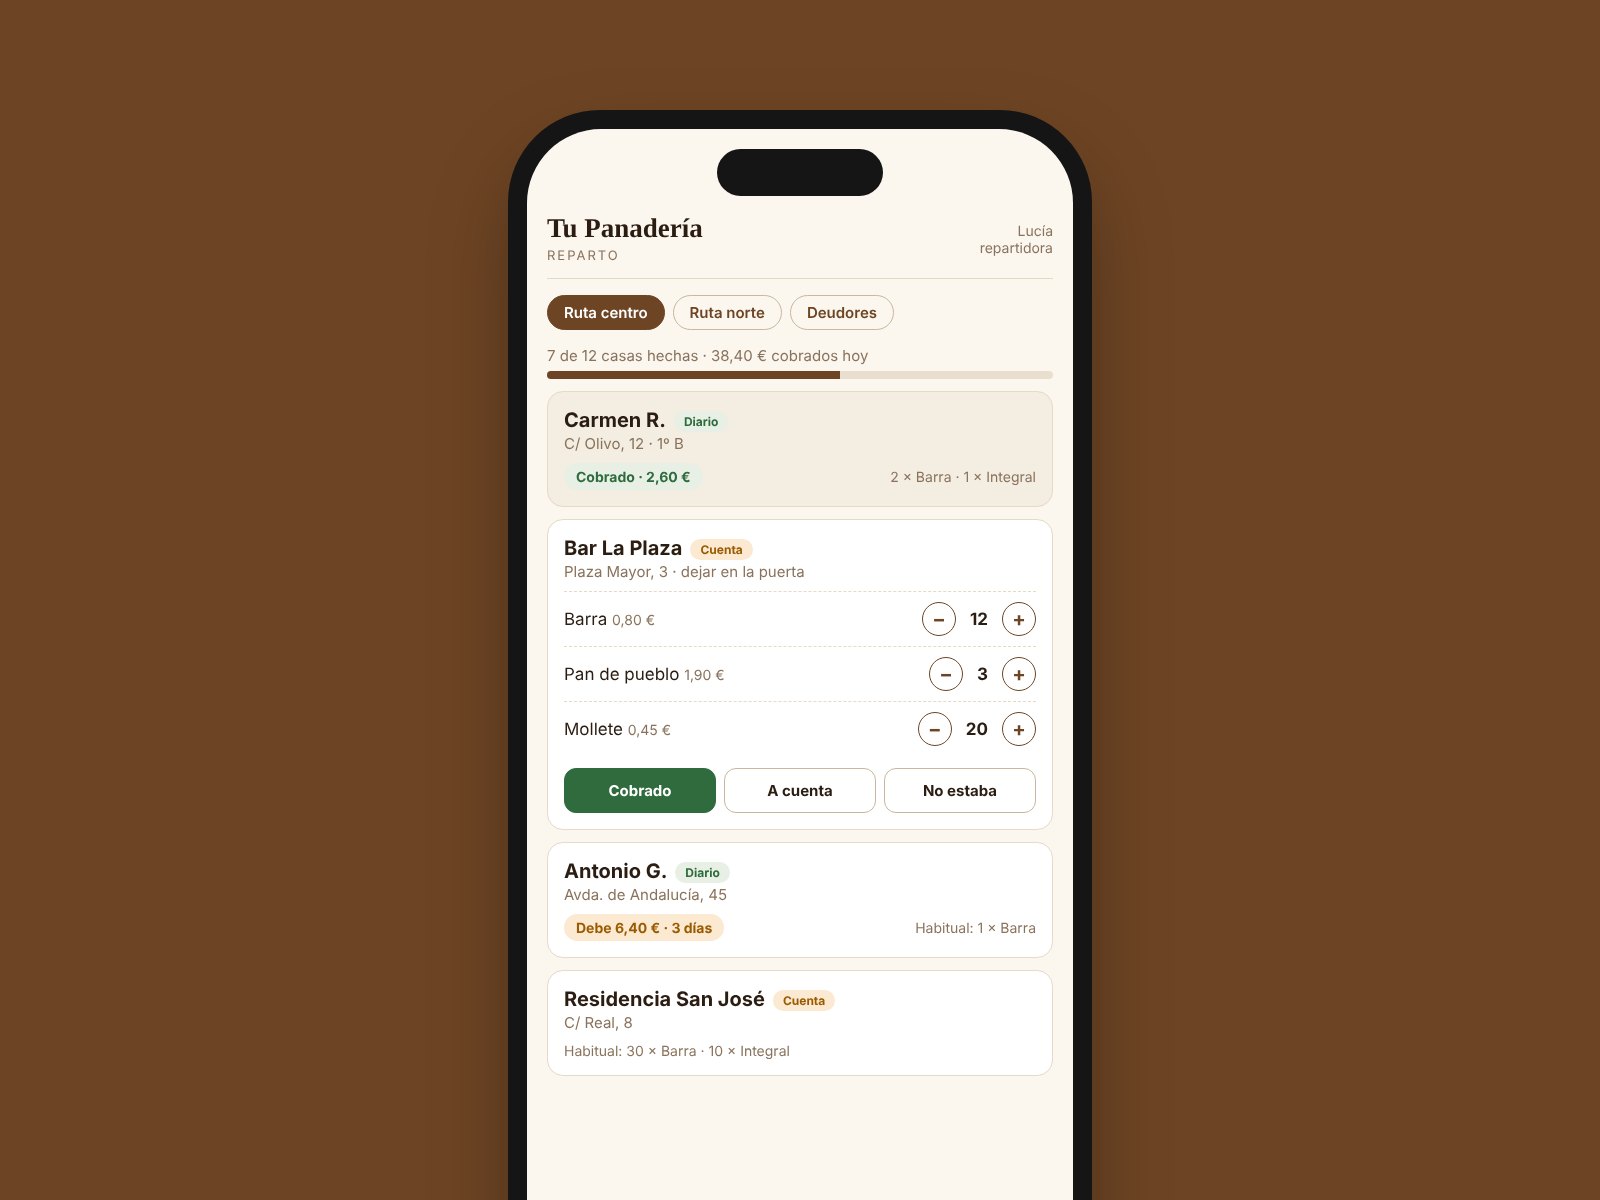 Tu Panadería
REPARTO
Lucía
repartidora
Ruta centro Ruta norte Deudores
7 de 12 casas hechas · 38,40 € cobrados hoy
Carmen R. Diario
C/ Olivo, 12 · 1º B
Cobrado · 2,60 € 2 × Barra · 1 × Integral
Bar La Plaza Cuenta
Plaza Mayor, 3 · dejar en la puerta
Barra 0,80 € − 12 +
Pan de pueblo 1,90 € − 3 +
Mollete 0,45 € − 20 +
Cobrado A cuenta No estaba
Antonio G. Diario
Avda. de Andalucía, 45
Debe 6,40 € · 3 días Habitual: 1 × Barra
Residencia San José Cuenta
C/ Real, 8
Habitual: 30 × Barra · 10 × Integral